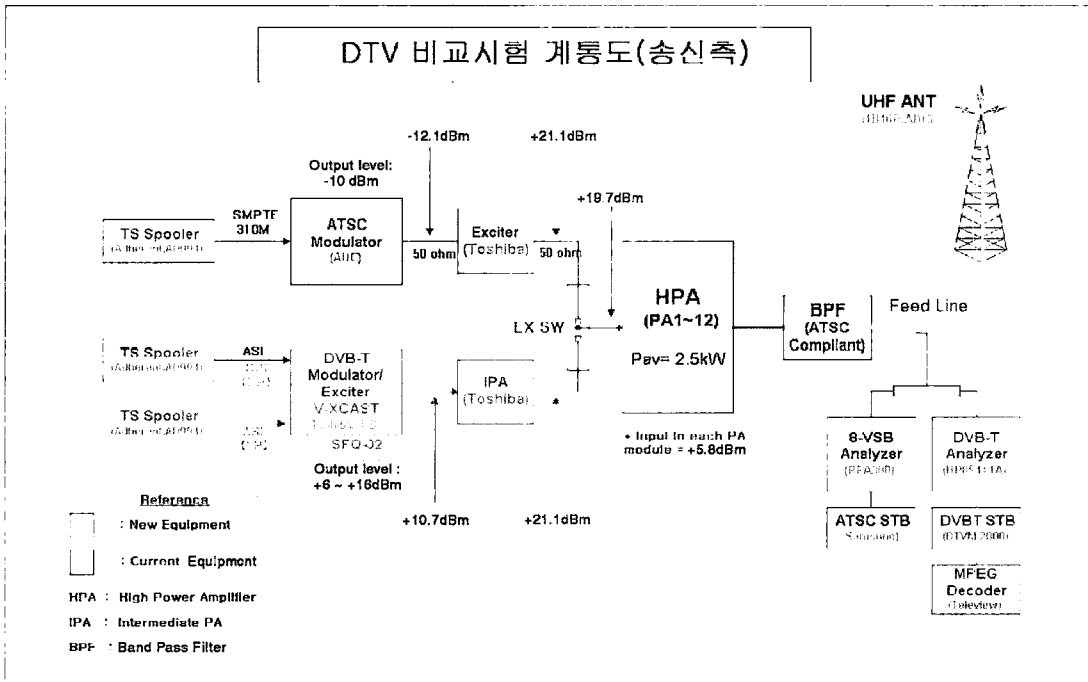 DTV 비교시험 계통도(송신측)
UHF ANT
-12.1dBm
+21.1dBm
Output level:
-10 dBm
+19.7dBm
SMPTE
310M
TS Spooler
ATSC
Modulator
50 ohm
Exciter
(Toshiba)
50 ohm
HPA
(PA1~12)
Pav= 2.5kW
EX SW
BPF
(ATSC
Compliant)
Feed Line
TS Spooler
ASI
DVB-T
Modulator/
Exciter
V-XCAST
SFQ-02
TS Spooler
IPA
(Toshiba)
• Input in each PA
module = +5.8dBm
8-VSB
Analyzer
DVB-T
Analyzer
Output level :
+6 ~ +16dBm
+10.7dBm
+21.1dBm
ATSC STB
DVBT STB
(DTVM 2000)
MPEG
Decoder
(Teleview)
Reference
: New Equipment
: Current Equipment
HPA : High Power Amplifier
IPA : Intermediate PA
BPF : Band Pass Filter